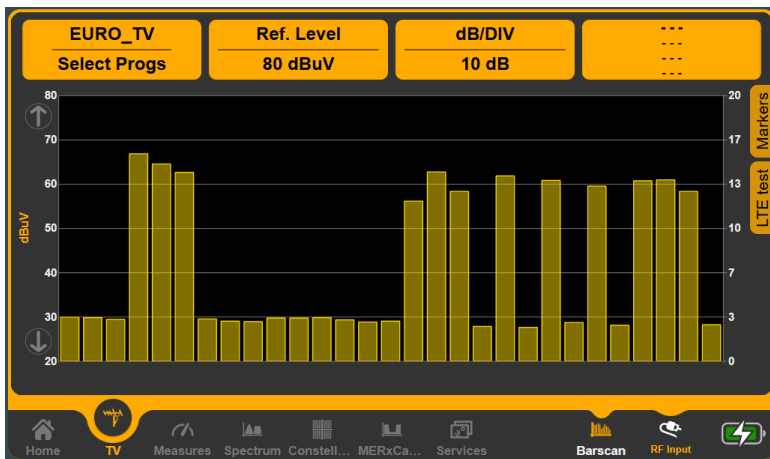 EURO_TV
Select Progs
Ref. Level
80 dBuV
dB/DIV
10 dB
---
---
---
---
80
70
60
50
40
30
20
dBuV
20
17
13
10
7
3
0
Markers
LTE test
Home
TV
Measures
Spectrum
Constell...
MERxCa...
Services
Barscan
RF Input